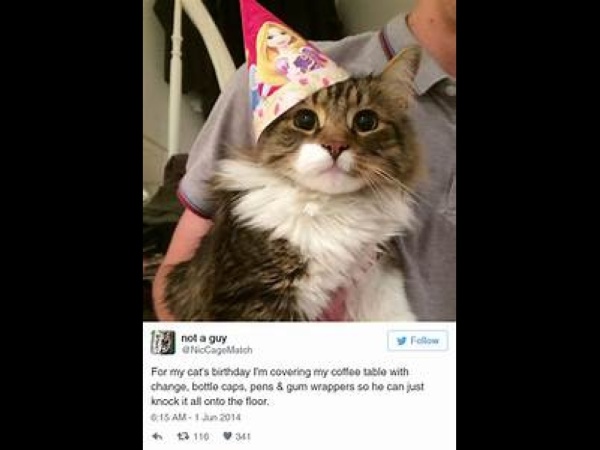 not a guy
@NicCageMatch
Follow
For my cat's birthday I'm covering my coffee table with
change, bottle caps, pens & gum wrappers so he can just
knock it all onto the floor.
6:15 AM - 1 Jun 2014
116 341